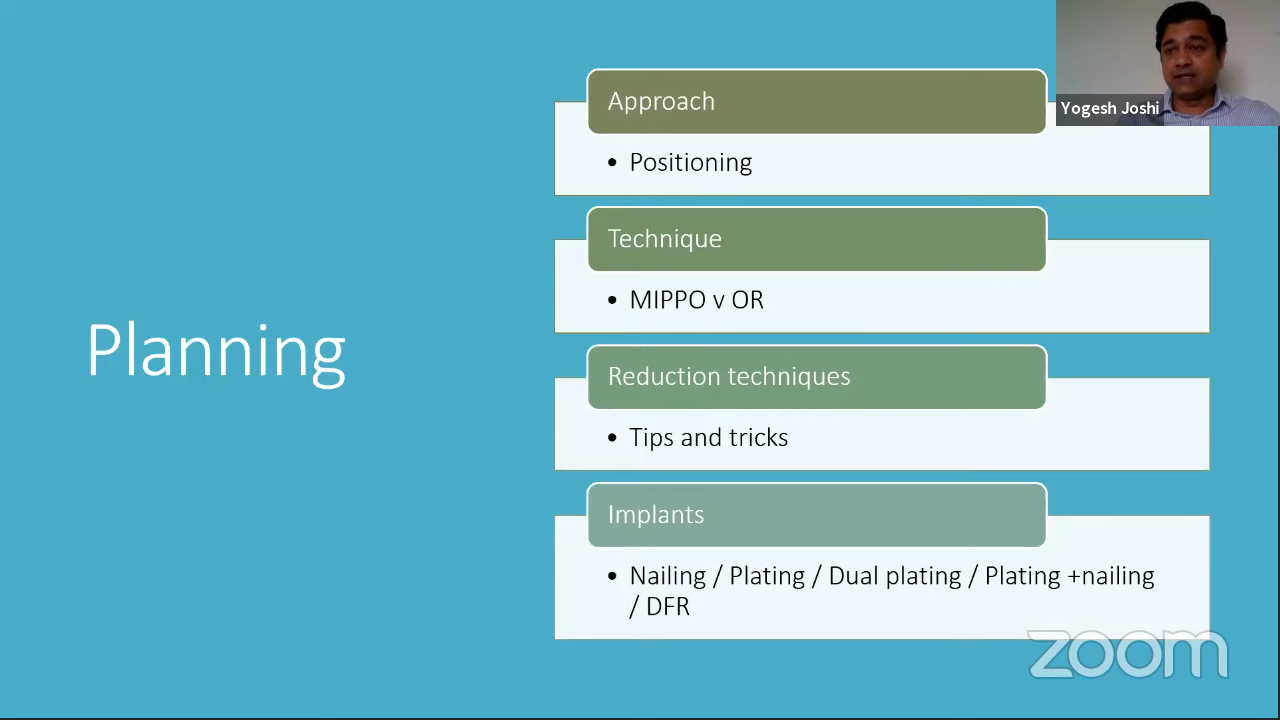 Planning
Approach
• Positioning
Technique
• MIPPO v OR
Reduction techniques
• Tips and tricks
Implants
• Nailing / Plating / Dual plating / Plating +nailing
/ DFR
Yogesh Joshi
zoom